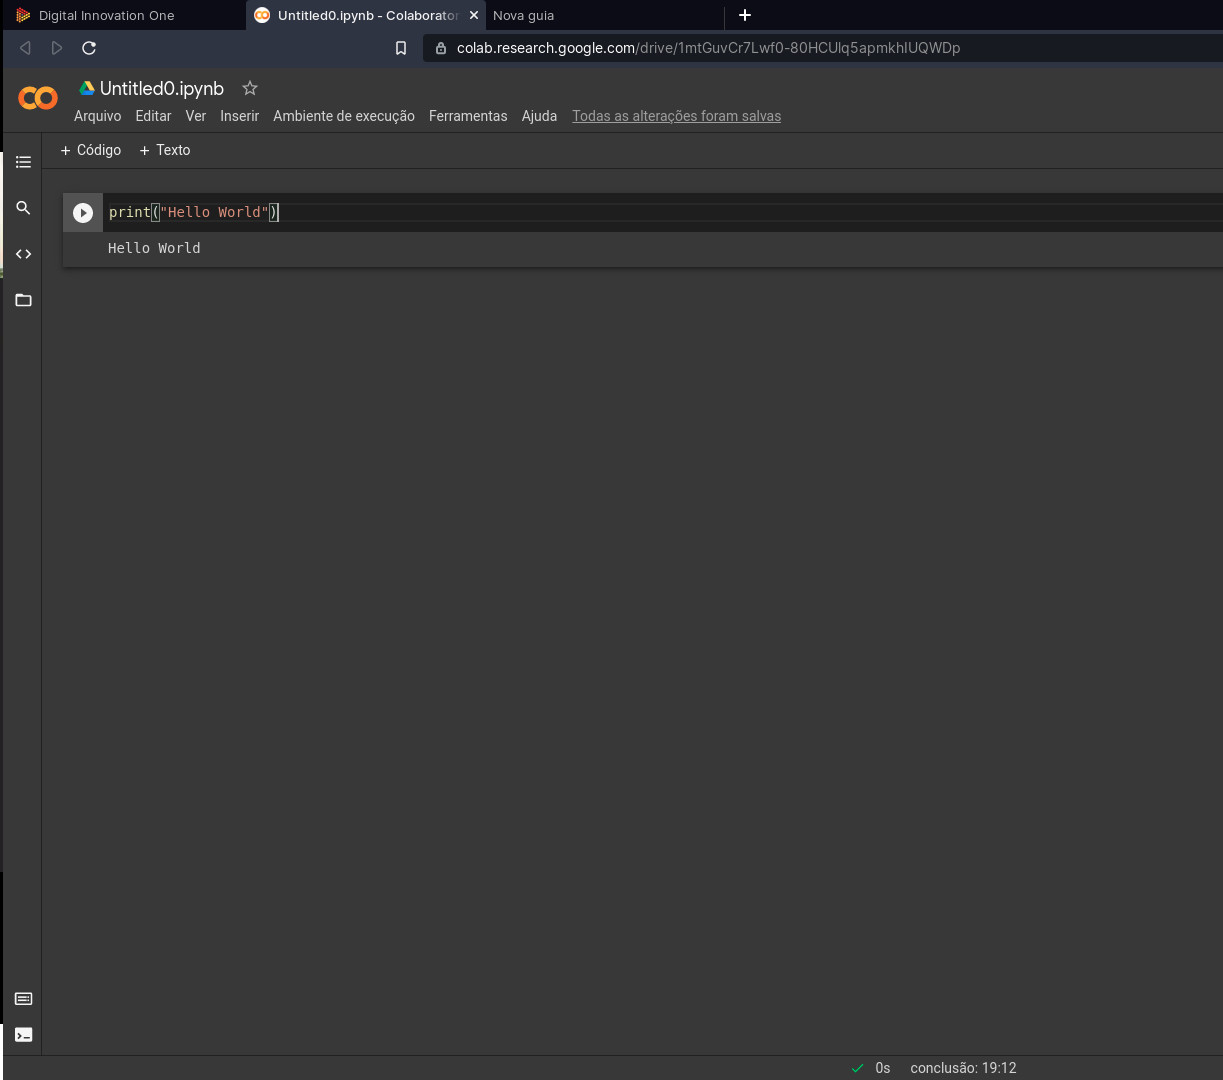 Digital Innovation One
Untitled0.ipynb - Colaborator
Nova guia
colab.research.google.com/drive/1mtGuvCr7Lwf0-80HCUlq5apmkhIUQWDp
Untitled0.ipynb
Arquivo Editar Ver Inserir Ambiente de execução Ferramentas Ajuda Todas as alterações foram salvas
+ Código + Texto
print("Hello World")
Hello World
0s conclusão: 19:12